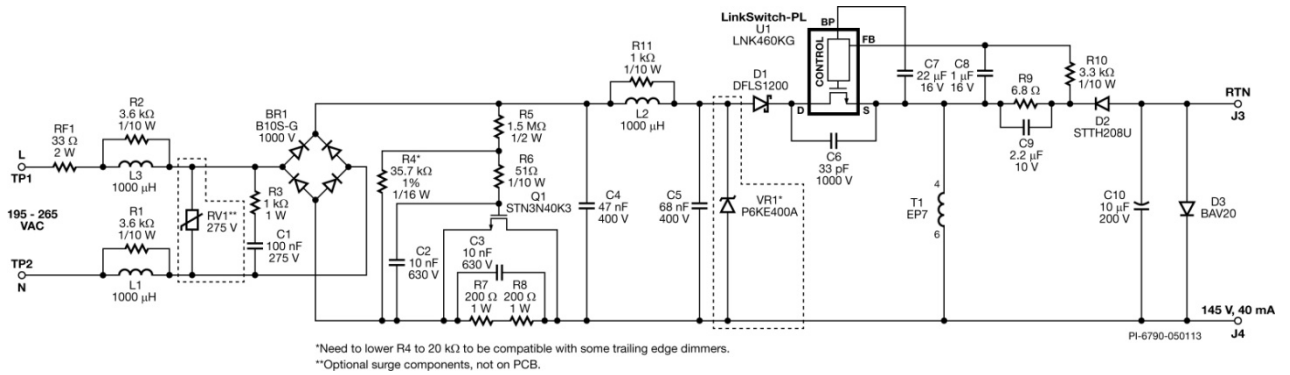 LinkSwitch-PL
U1
LNK460KG
BP
FB
CONTROL
D
S
R11
1 kΩ
1/10 W
L2
1000 μH
D1
DFLS1200
C7
22 μF
16 V
C8
1 μF
16 V
R10
3.3 kΩ
1/10 W
R9
6.8 Ω
D2
STTH208U
RTN
J3
C9
2.2 μF
10 V
C6
33 pF
1000 V
R2
3.6 kΩ
1/10 W
BR1
B10S-G
1000 V
RF1
33 Ω
2 W
L
TP1
L3
1000 μH
R5
1.5 MΩ
1/2 W
R4*
35.7 kΩ
1%
1/16 W
R6
51Ω
1/10 W
Q1
STN3N40K3
R3
1 kΩ
1 W
RV1**
275 V
195 - 265
VAC
R1
3.6 kΩ
1/10 W
C1
100 nF
275 V
TP2
N
L1
1000 μH
C2
10 nF
630 V
C3
10 nF
630 V
R7
200 Ω
1 W
R8
200 Ω
1 W
C4
47 nF
400 V
C5
68 nF
400 V
VR1*
P6KE400A
4
T1
EP7
6
C10
10 μF
200 V
D3
BAV20
145 V, 40 mA
J4
PI-6790-050113
*Need to lower R4 to 20 kΩ to be compatible with some trailing edge dimmers.
**Optional surge components, not on PCB.